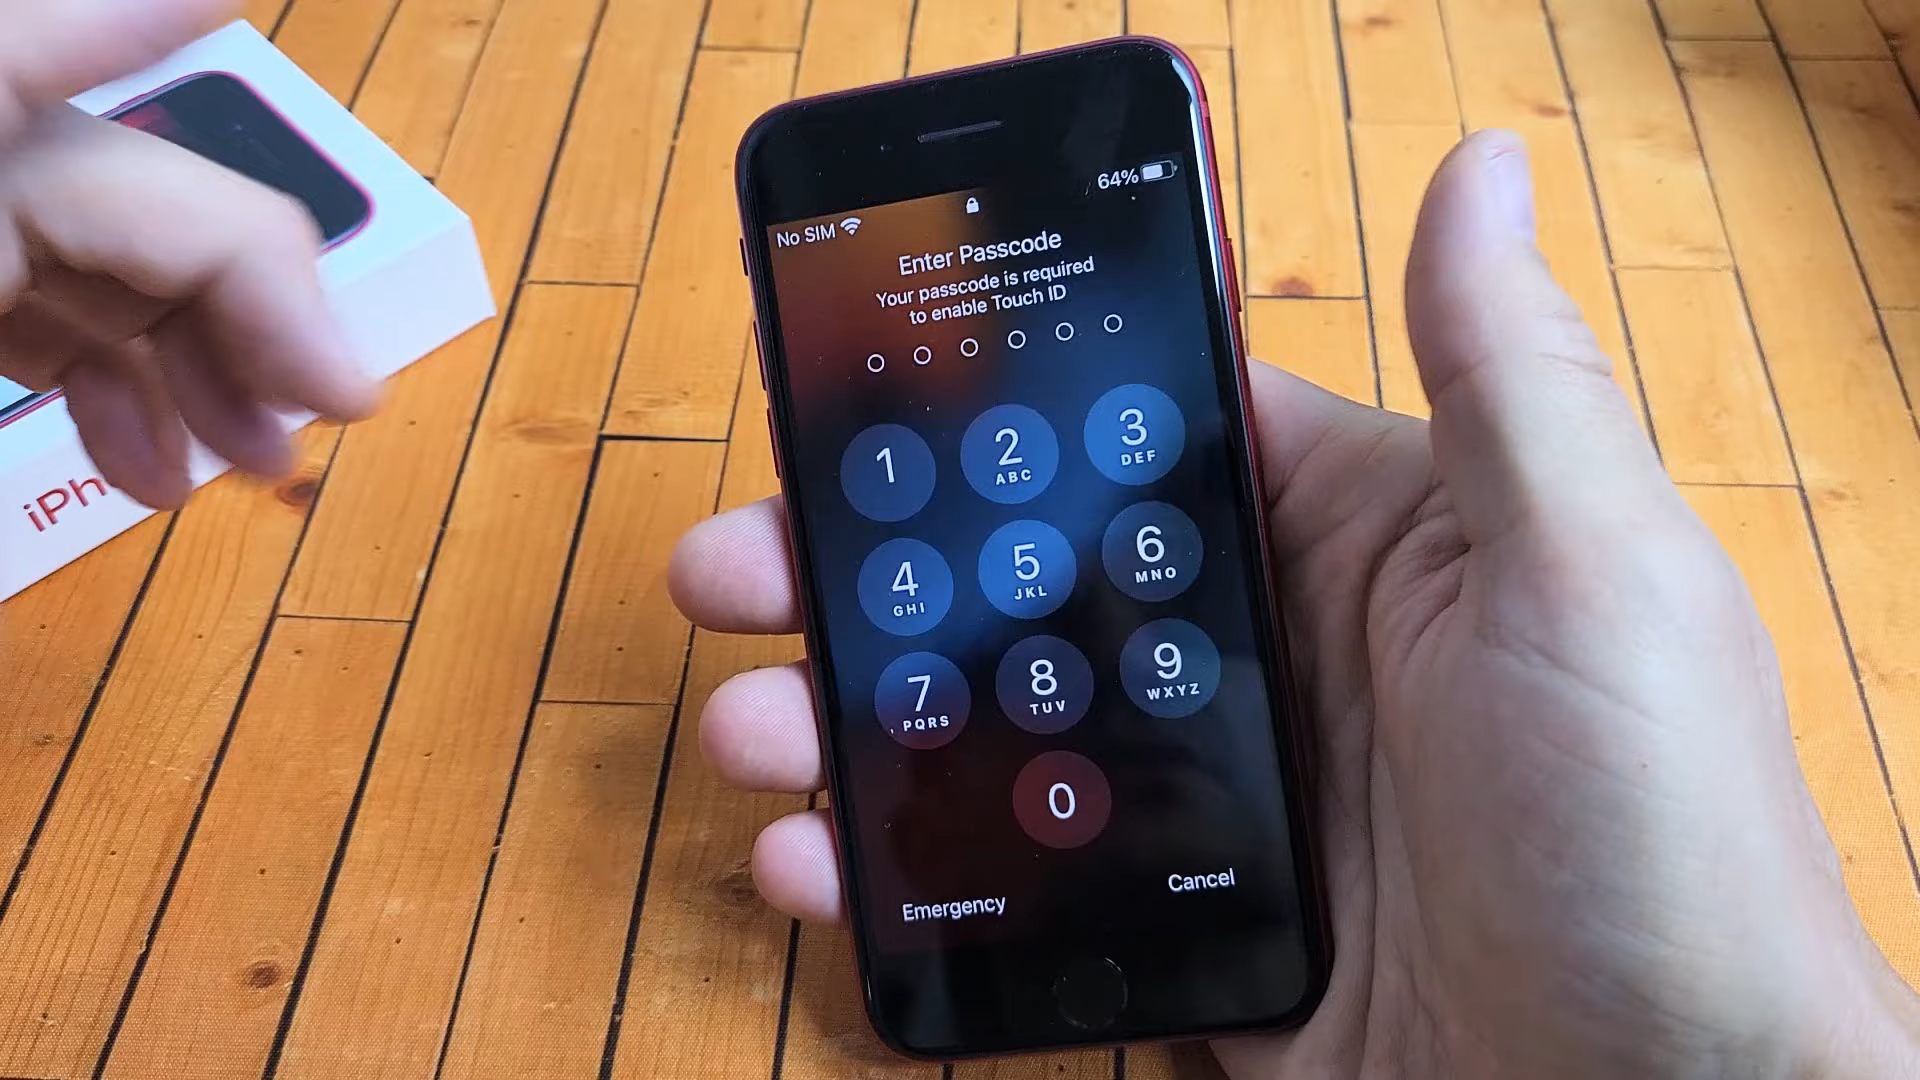 64%
No SIM
Enter Passcode
Your passcode is required
to enable Touch ID
1
2
ABC
3
DEF
4
GHI
5
JKL
6
MNO
7
PQRS
8
TUV
9
WXYZ
0
Emergency
Cancel
iPh